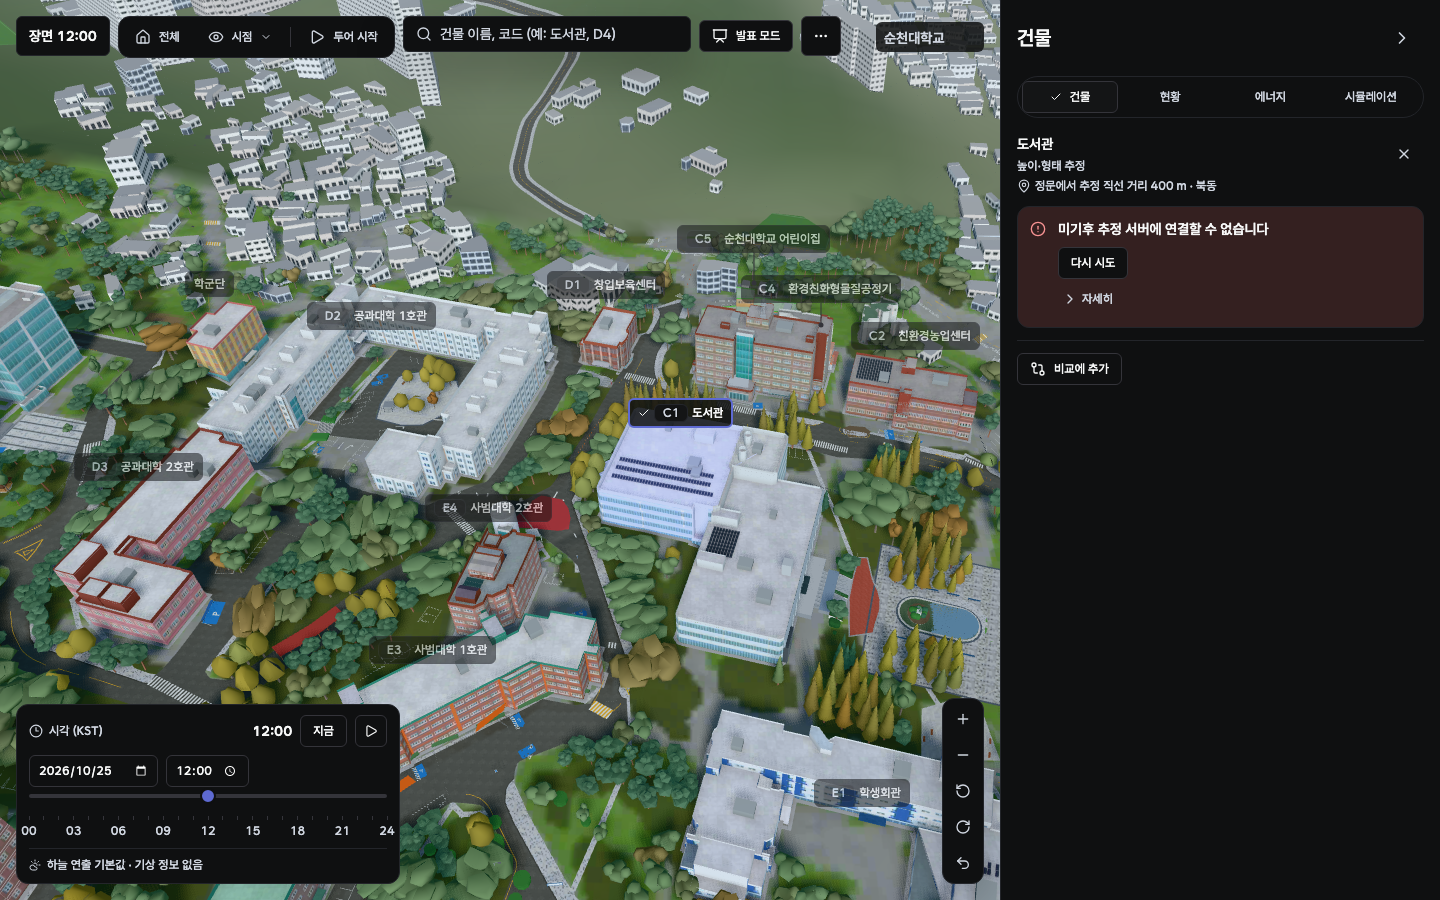 장면 12:00
전체
시점
투어 시작
건물 이름, 코드 (예: 도서관, D4)
발표 모드
순천대학교
C5 순천대학교 어린이집
학군단
D1 창업보육센터
C4 환경친화형물질공정기
D2 공과대학 1호관
C2 친환경농업센터
C1 도서관
D3 공과대학 2호관
E4 사범대학 2호관
E3 사범대학 1호관
E1 학생회관
시각 (KST)
12:00
지금
2026/10/25
12:00
00 03 06 09 12 15 18 21 24
하늘 연출 기본값 · 기상 정보 없음
건물
건물
현황
에너지
시뮬레이션
도서관
높이·형태 추정
정문에서 추정 직선 거리 400 m · 북동
미기후 추정 서버에 연결할 수 없습니다
다시 시도
자세히
비교에 추가